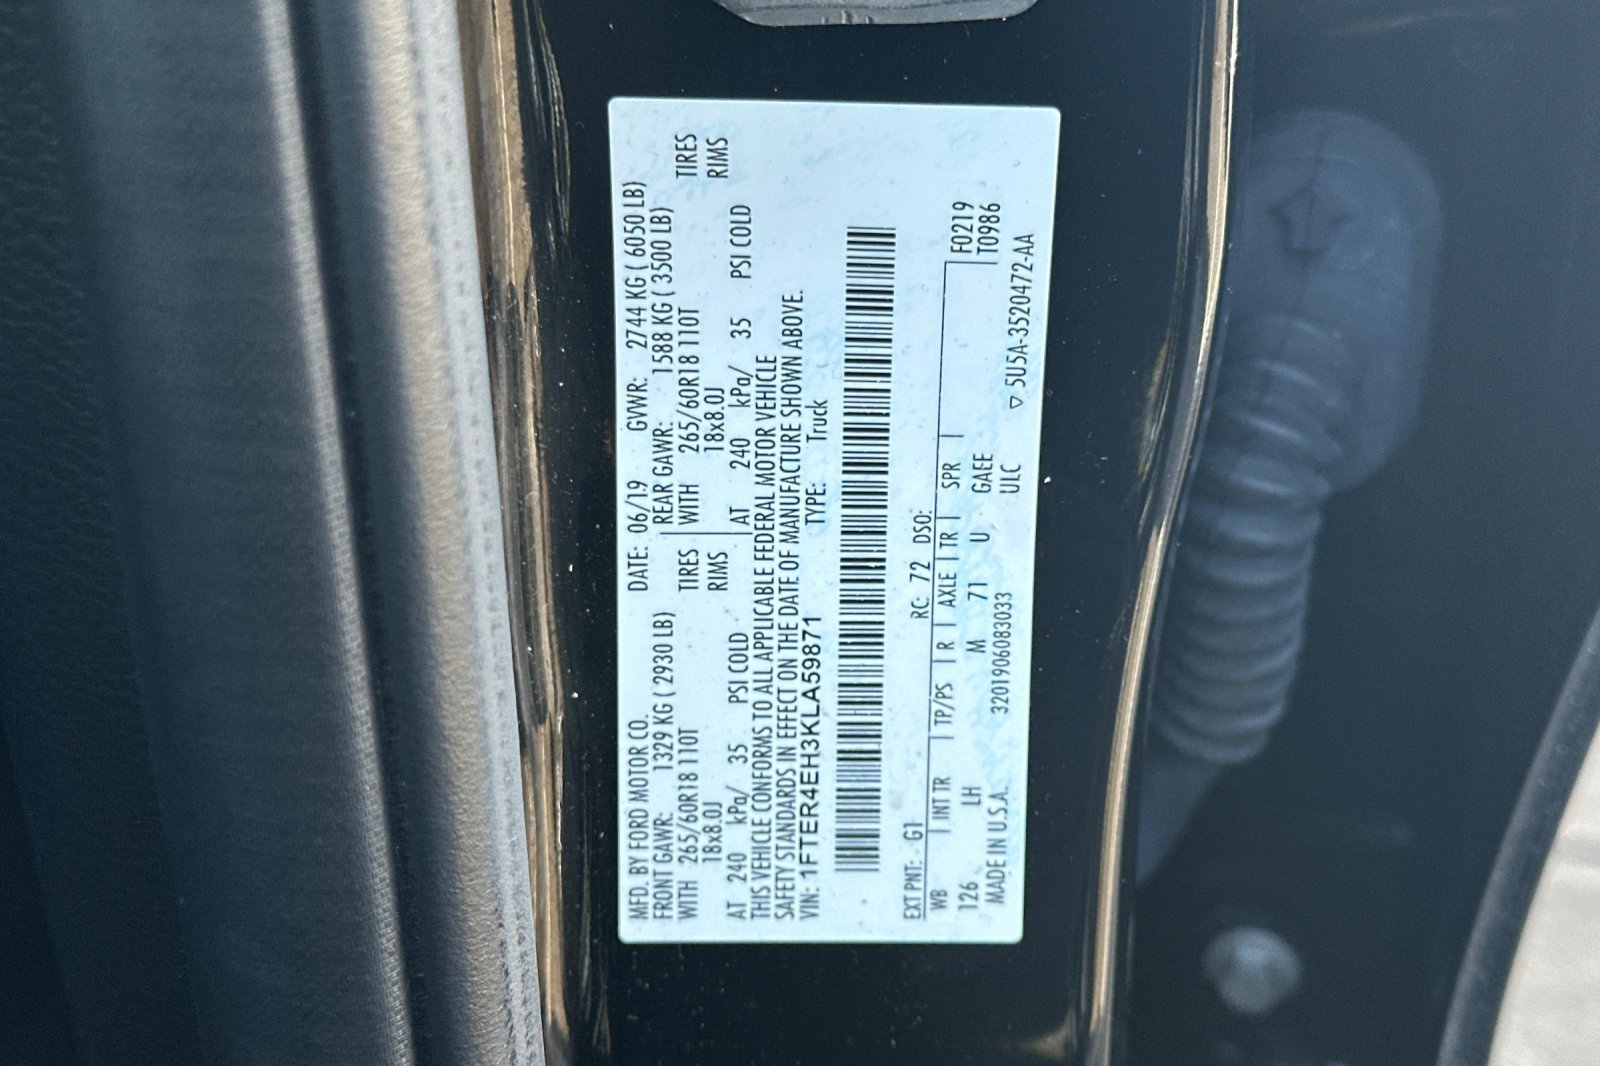 MFD. BY FORD MOTOR CO. DATE: 06/19 GVWR: 2744 KG ( 6050 LB)
FRONT GAWR: 1329 KG ( 2930 LB) REAR GAWR: 1588 KG ( 3500 LB)
WITH 265/60R18 110T TIRES WITH 265/60R18 110T TIRES
18x8.0J RIMS 18x8.0J RIMS
AT 240 kPa/ 35 PSI COLD AT 240 kPa/ 35 PSI COLD
THIS VEHICLE CONFORMS TO ALL APPLICABLE FEDERAL MOTOR VEHICLE
SAFETY STANDARDS IN EFFECT ON THE DATE OF MANUFACTURE SHOWN ABOVE.
VIN: 1FTER4EH3KLA59871 TYPE: Truck
EXT PNT: G1 RC: 72 DSO: F0219
WB INT TR TP/PS R AXLE TR SPR T0986
126 LH M 71 U GAEE
MADE IN U.S.A. 3201906083033 ULC ▽ 5U5A-3520472-AA